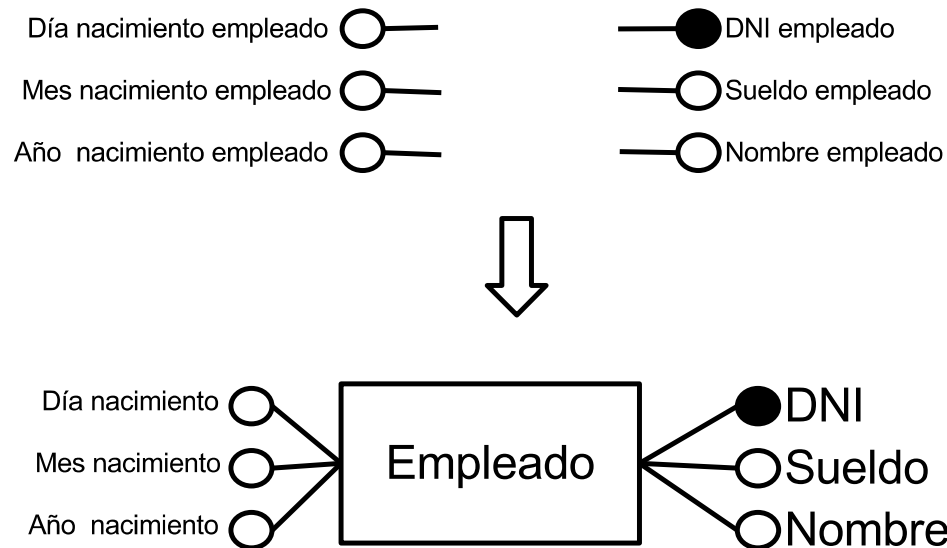 Día nacimiento empleado
DNI empleado
Mes nacimiento empleado
Sueldo empleado
Año nacimiento empleado
Nombre empleado
Día nacimiento
DNI
Mes nacimiento
Empleado
Sueldo
Año nacimiento
Nombre